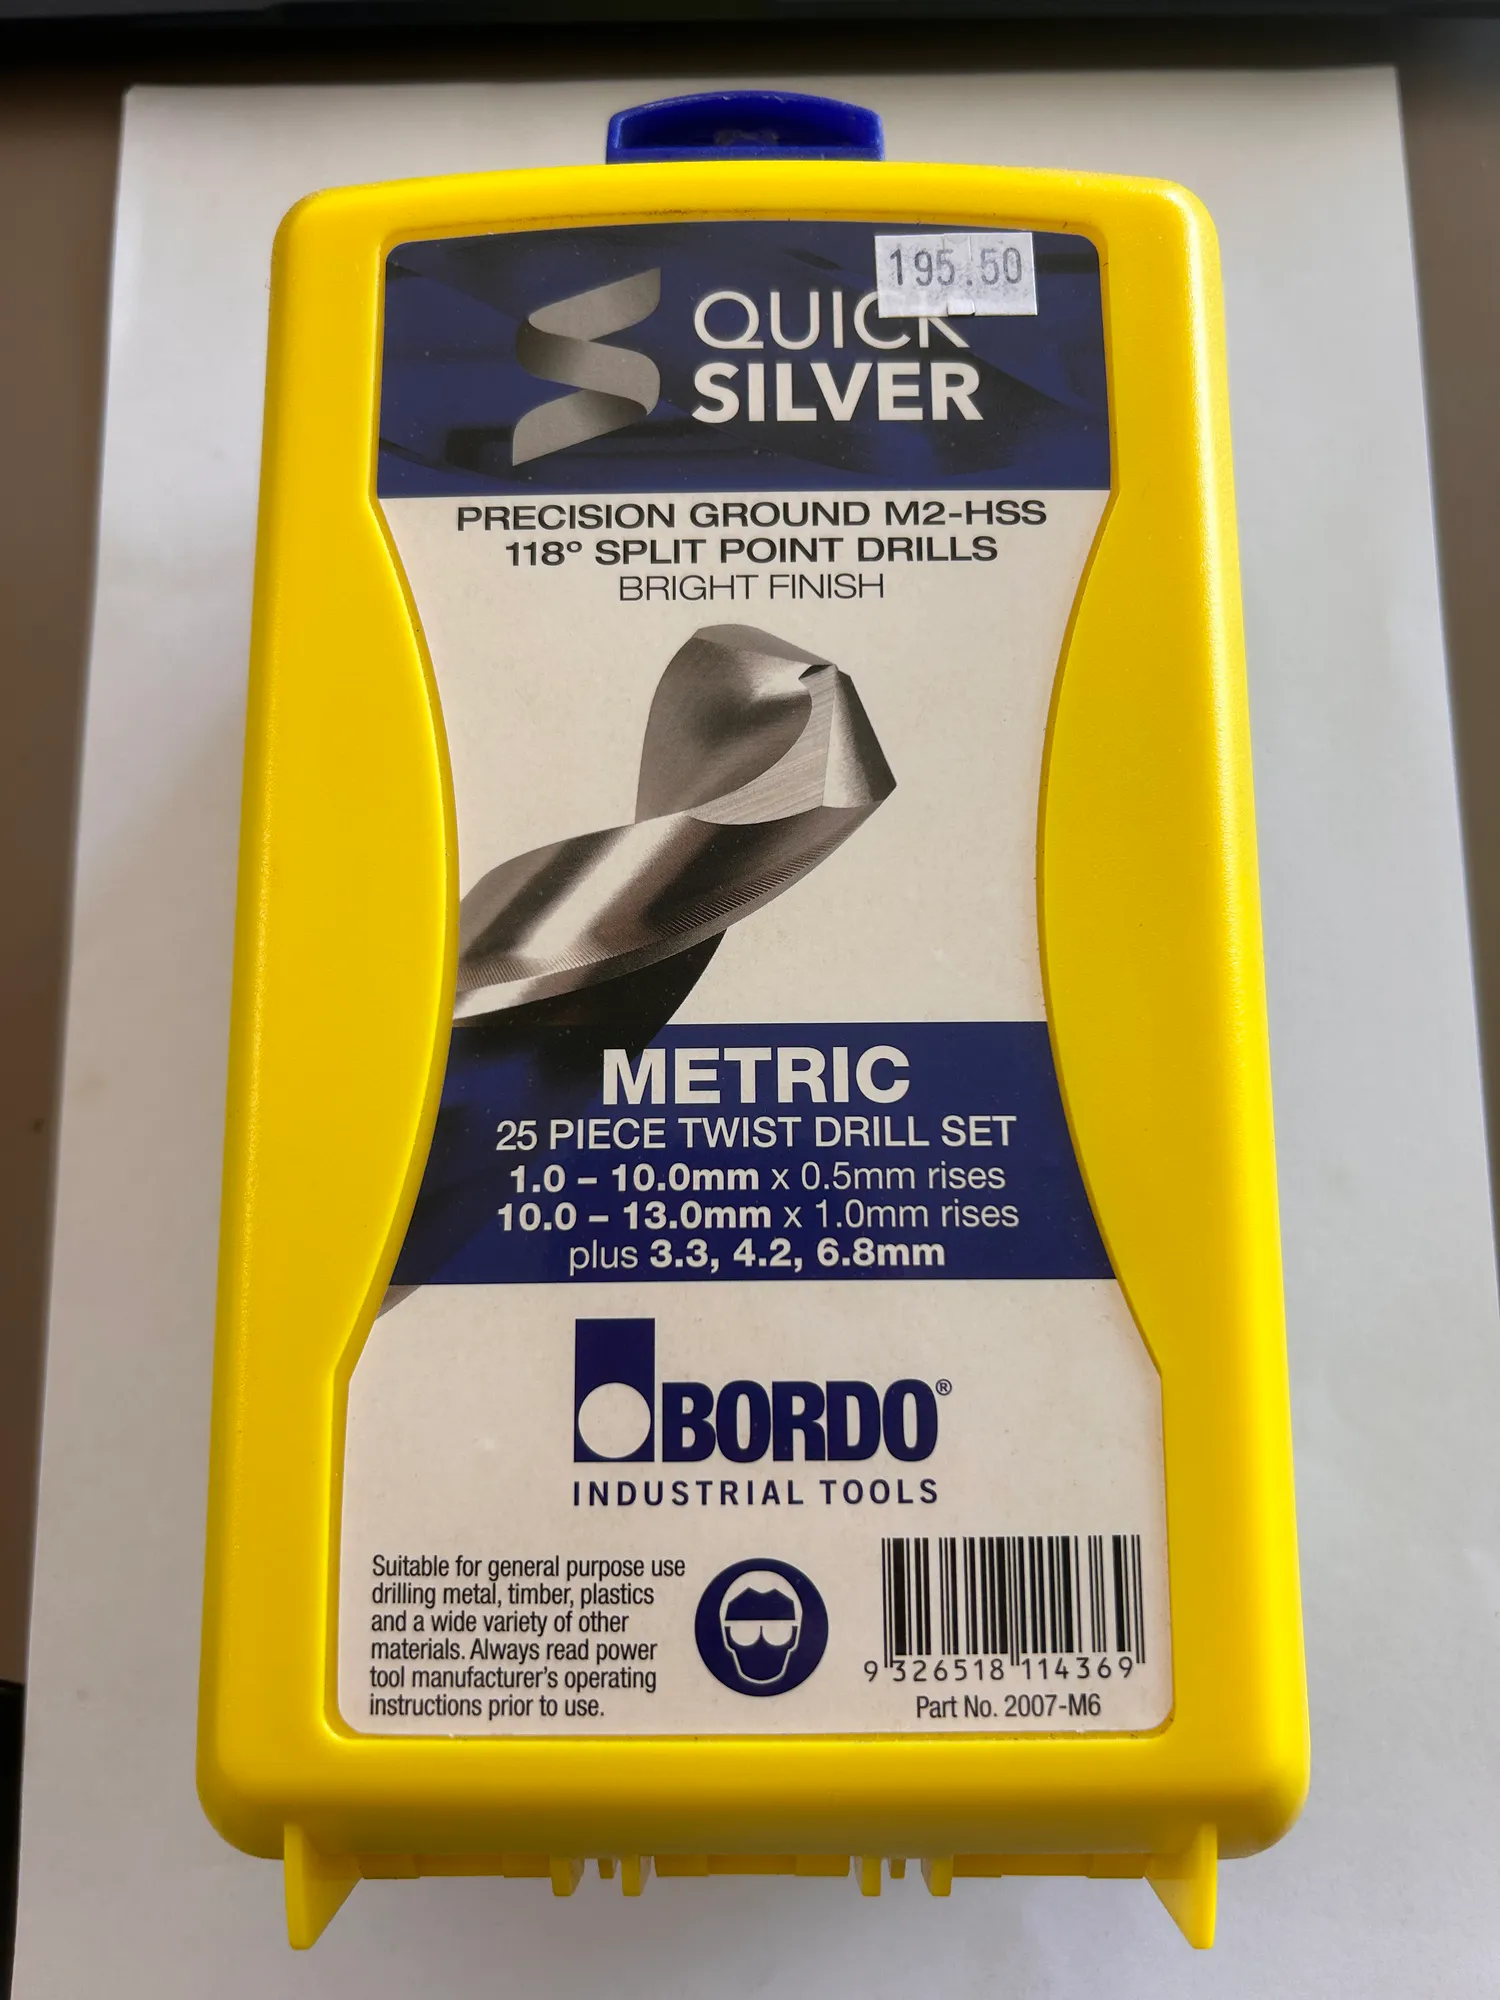 195.50
QUICK
SILVER
PRECISION GROUND M2-HSS
118º SPLIT POINT DRILLS
BRIGHT FINISH
METRIC
25 PIECE TWIST DRILL SET
1.0 – 10.0mm x 0.5mm rises
10.0 – 13.0mm x 1.0mm rises
plus 3.3, 4.2, 6.8mm
BORDO®
INDUSTRIAL TOOLS
Suitable for general purpose use
drilling metal, timber, plastics
and a wide variety of other
materials. Always read power
tool manufacturer's operating
instructions prior to use.
9 326518 114369
Part No. 2007-M6